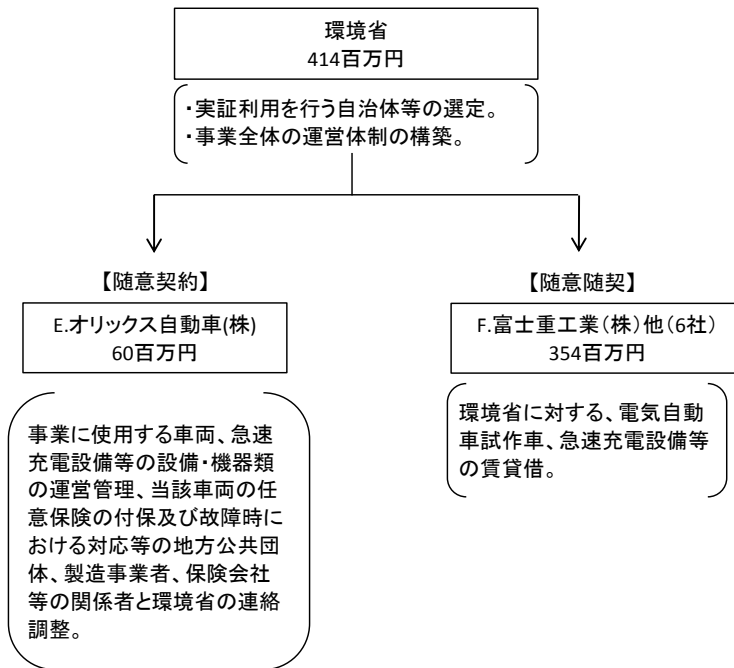 環境省
414百万円
・実証利用を行う自治体等の選定。
・事業全体の運営体制の構築。
【随意契約】
E.オリックス自動車(株)
60百万円
事業に使用する車両、急速
充電設備等の設備・機器類
の運営管理、当該車両の任
意保険の付保及び故障時に
おける対応等の地方公共団
体、製造事業者、保険会社
等の関係者と環境省の連絡
調整。
【随意随契】
F.富士重工業(株)他(6社)
354百万円
環境省に対する、電気自動
車試作車、急速充電設備等
の賃貸借。